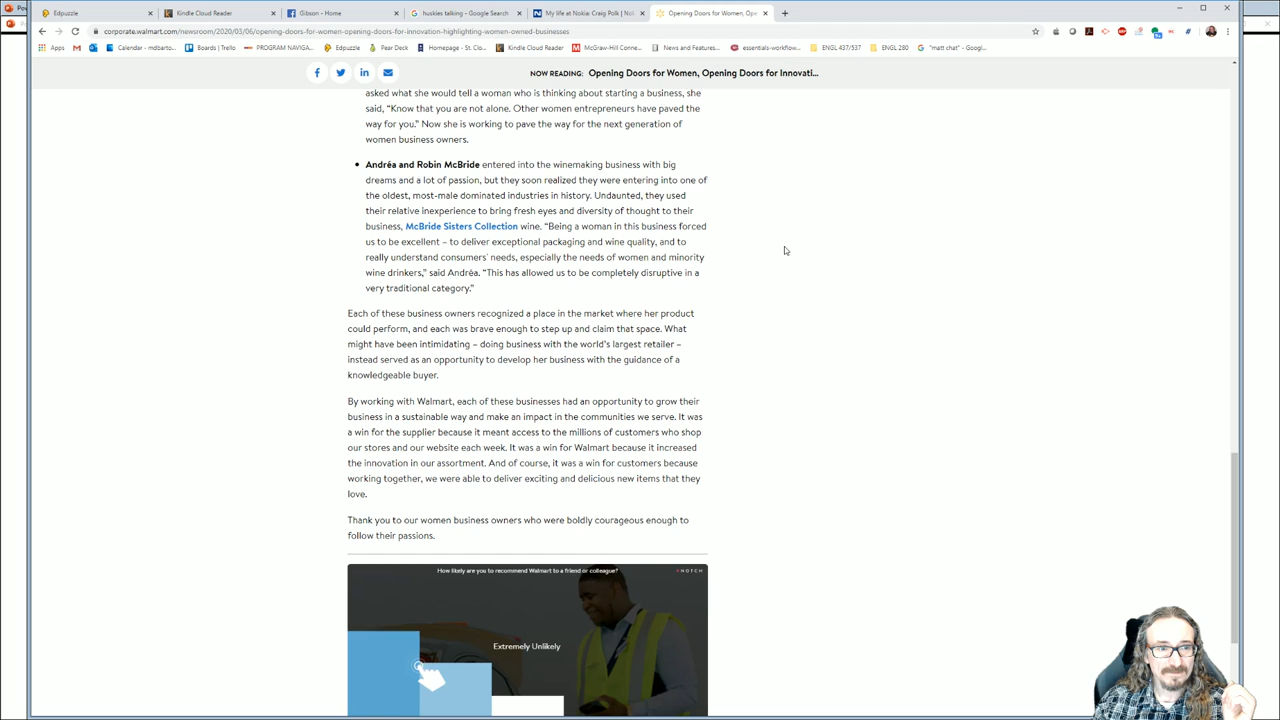 Pow
Edpuzzle
Kindle Cloud Reader
Gibson - Home
huskies talking - Google Search
My life at Nokia: Craig Polk | Nok
Opening Doors for Women, Ope
corporate.walmart.com/newsroom/2020/03/06/opening-doors-for-women-opening-doors-for-innovation-highlighting-women-owned-businesses
Apps
Calendar - mdbarto...
Boards | Trello
PROGRAM NAVIGA...
Edpuzzle
Pear Deck
Homepage - St. Clo...
Kindle Cloud Reader
McGraw-Hill Conne...
News and Features...
essentials-workflow...
ENGL 437/537
ENGL 280
"matt chat" - Googl...
NOW READING: Opening Doors for Women, Opening Doors for Innovati...
asked what she would tell a woman who is thinking about starting a business, she
said, “Know that you are not alone. Other women entrepreneurs have paved the
way for you.” Now she is working to pave the way for the next generation of
women business owners.
• Andréa and Robin McBride entered into the winemaking business with big
dreams and a lot of passion, but they soon realized they were entering into one of
the oldest, most-male dominated industries in history. Undaunted, they used
their relative inexperience to bring fresh eyes and diversity of thought to their
business, McBride Sisters Collection wine. “Being a woman in this business forced
us to be excellent – to deliver exceptional packaging and wine quality, and to
really understand consumers’ needs, especially the needs of women and minority
wine drinkers,” said Andréa. “This has allowed us to be completely disruptive in a
very traditional category.”
Each of these business owners recognized a place in the market where her product
could perform, and each was brave enough to step up and claim that space. What
might have been intimidating – doing business with the world’s largest retailer –
instead served as an opportunity to develop her business with the guidance of a
knowledgeable buyer.
By working with Walmart, each of these businesses had an opportunity to grow their
business in a sustainable way and make an impact in the communities we serve. It was
a win for the supplier because it meant access to the millions of customers who shop
our stores and our website each week. It was a win for Walmart because it increased
the innovation in our assortment. And of course, it was a win for customers because
working together, we were able to deliver exciting and delicious new items that they
love.
Thank you to our women business owners who were boldly courageous enough to
follow their passions.
How likely are you to recommend Walmart to a friend or colleague?
NOTCH
Extremely Unlikely